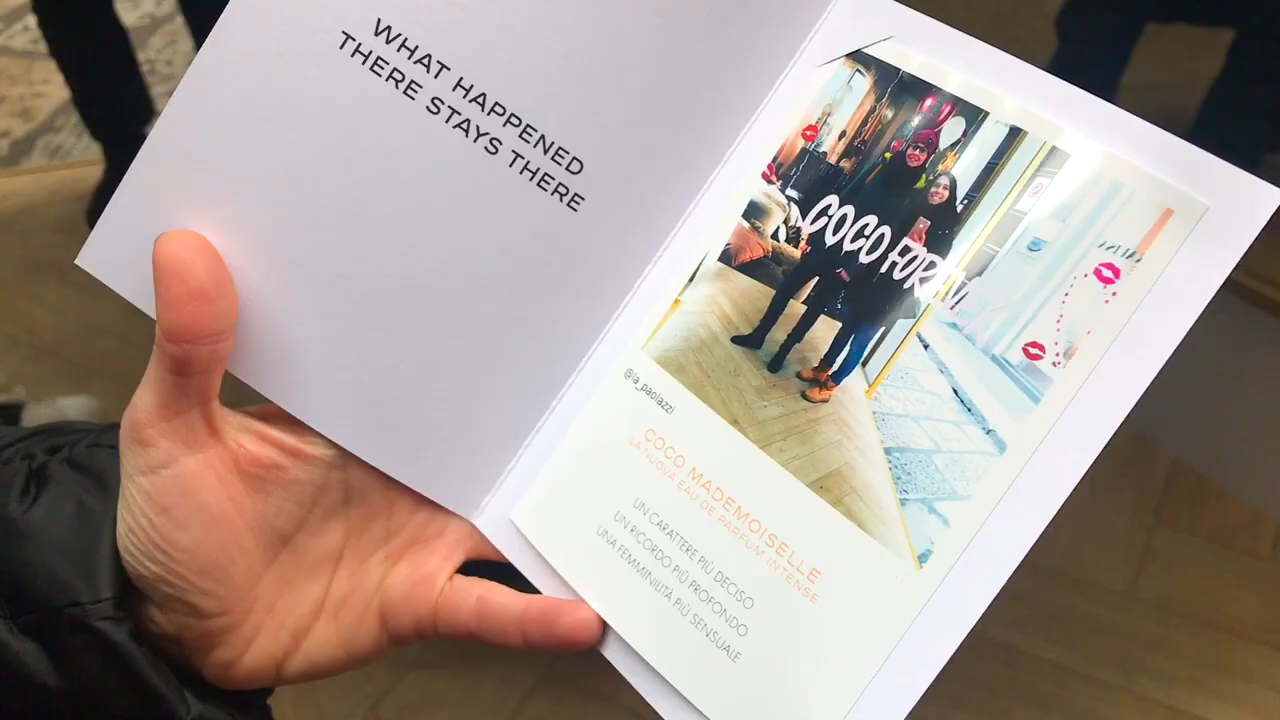 WHAT HAPPENED
THERE STAYS THERE
COCO FOR
@la_paolazzi
COCO MADEMOISELLE
LA NUOVA EAU DE PARFUM INTENSE
UN CARATTERE PIÙ DECISO
UN RICORDO PIÙ PROFONDO
UNA FEMMINILITÀ PIÙ SENSUALE